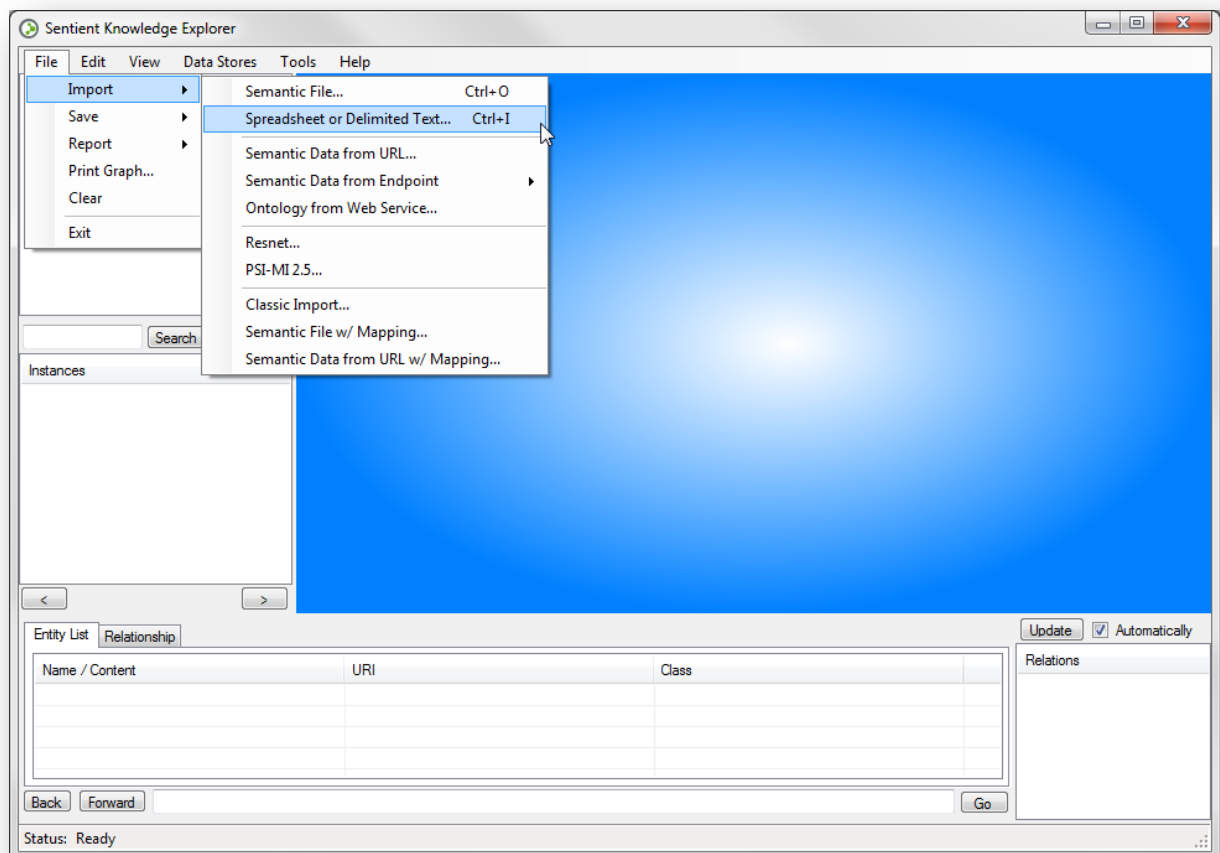 Sentient Knowledge Explorer
File Edit View Data Stores Tools Help
Import
Save
Report
Print Graph...
Clear
Exit
Semantic File... Ctrl+O
Spreadsheet or Delimited Text... Ctrl+I
Semantic Data from URL...
Semantic Data from Endpoint
Ontology from Web Service...
Resnet...
PSI-MI 2.5...
Classic Import...
Semantic File w/ Mapping...
Semantic Data from URL w/ Mapping...
Search
Instances
< >
Entity List Relationship
Update Automatically
Name / Content URI Class
Relations
Back Forward Go
Status: Ready